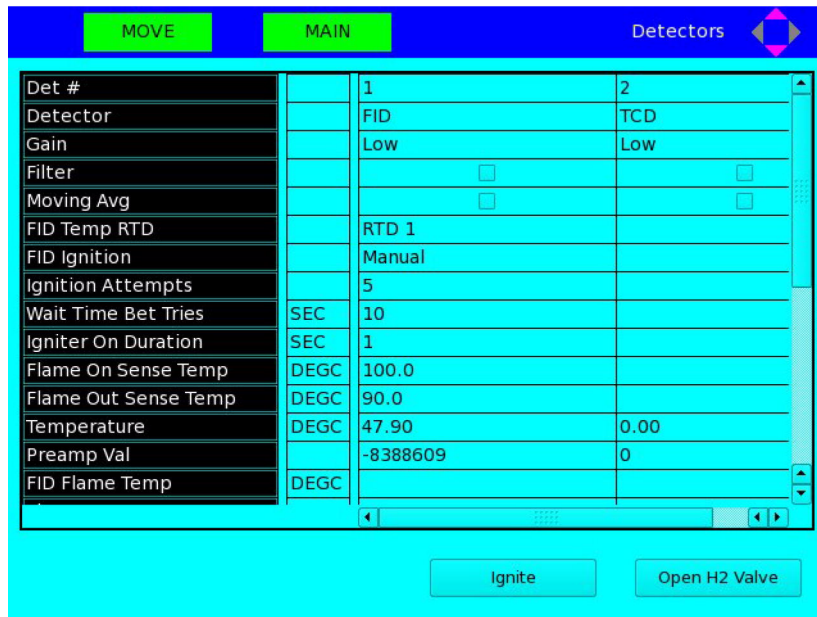 MOVE MAIN Detectors
Det # 1 2
Detector FID TCD
Gain Low Low
Filter
Moving Avg
FID Temp RTD RTD 1
FID Ignition Manual
Ignition Attempts 5
Wait Time Bet Tries SEC 10
Igniter On Duration SEC 1
Flame On Sense Temp DEGC 100.0
Flame Out Sense Temp DEGC 90.0
Temperature DEGC 47.90 0.00
Preamp Val -8388609 0
FID Flame Temp DEGC
Ignite Open H2 Valve